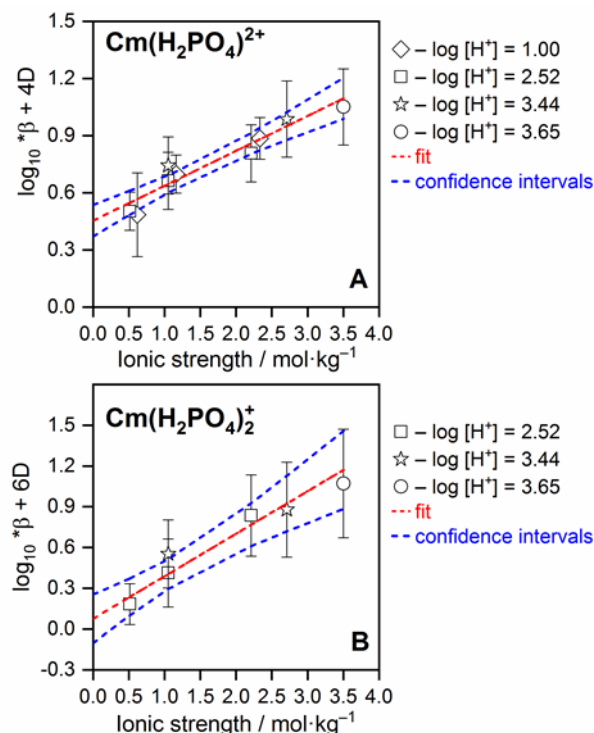 Cm(H₂PO₄)²⁺
log₁₀ *β + 4D
1.5
1.2
0.9
0.6
0.3
0.0
A
0.0 0.5 1.0 1.5 2.0 2.5 3.0 3.5 4.0
Ionic strength / mol·kg⁻¹
– log [H⁺] = 1.00
– log [H⁺] = 2.52
– log [H⁺] = 3.44
– log [H⁺] = 3.65
fit
confidence intervals
Cm(H₂PO₄)₂⁺
log₁₀ *β + 6D
1.5
1.2
0.9
0.6
0.3
0.0
-0.3
B
0.0 0.5 1.0 1.5 2.0 2.5 3.0 3.5 4.0
Ionic strength / mol·kg⁻¹
– log [H⁺] = 2.52
– log [H⁺] = 3.44
– log [H⁺] = 3.65
fit
confidence intervals